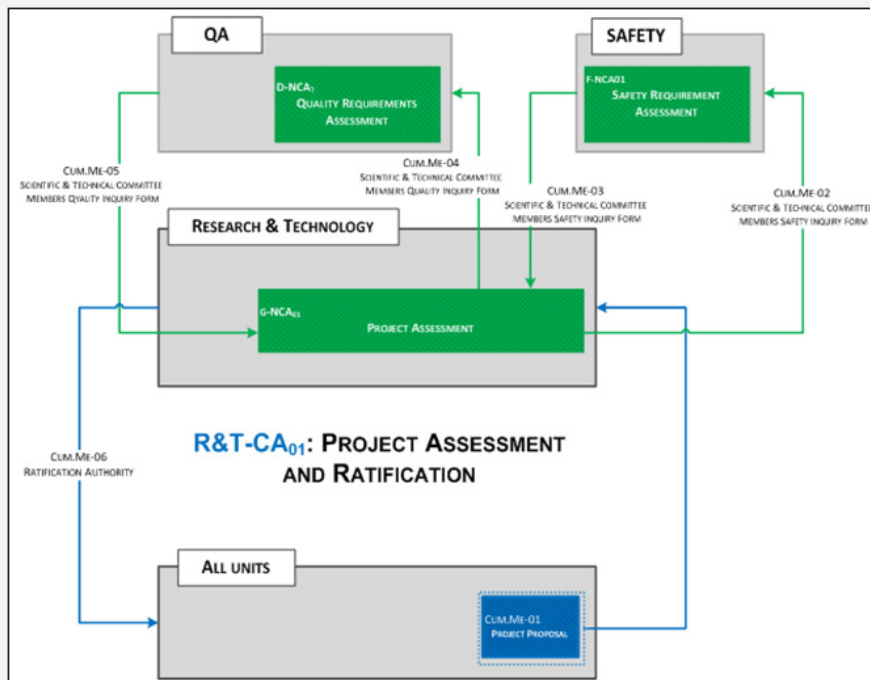 QA
SAFETY
D-NCA7
QUALITY REQUIREMENTS
ASSESSMENT
F-NCA01
SAFETY REQUIREMENT
ASSESSMENT
CUM.ME-05
SCIENTIFIC & TECHNICAL COMMITTEE
MEMBERS QYALITY INQUIRY FORM
CUM.ME-04
SCIENTIFIC & TECHNICAL COMMITTEE
MEMBERS QUALITY INQUIRY FORM
CUM.ME-03
SCIENTIFIC & TECHNICAL COMMITTEE
MEMBERS SAFETY INQUIRY FORM
CUM.ME-02
SCIENTIFIC & TECHNICAL COMMITTEE
MEMBERS SAFETY INQUIRY FORM
RESEARCH & TECHNOLOGY
G-NCA01
PROJECT ASSESSMENT
R&T-CA01: PROJECT ASSESSMENT
AND RATIFICATION
CUM.ME-06
RATIFICATION AUTHORITY
ALL UNITS
CUM.ME-01
PROJECT PROPOSAL